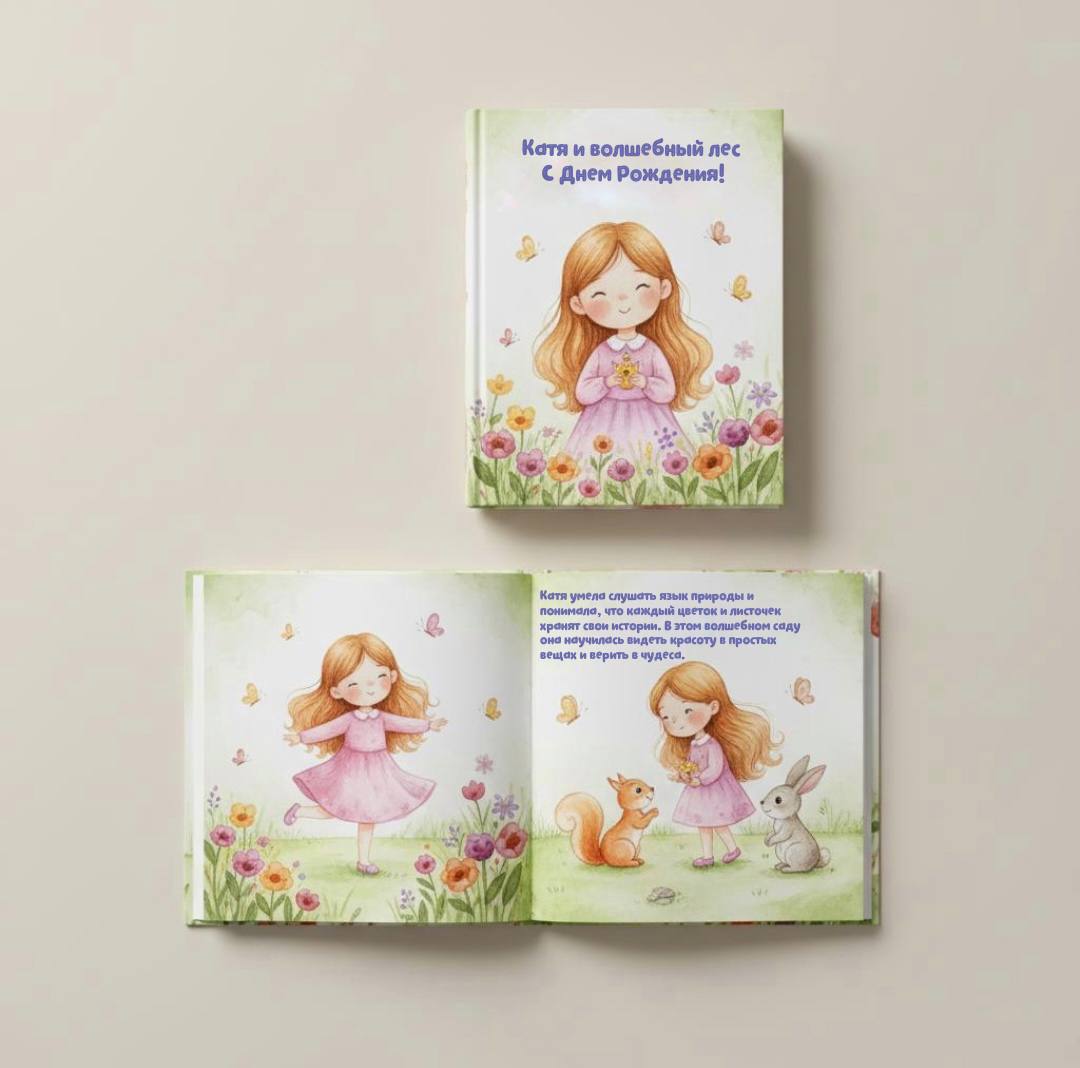 Катя и волшебный лес
С Днем Рождения!
Катя умела слушать язык природы и
понимала, что каждый цветок и листочек
хранят свои истории. В этом волшебном саду
она научилась видеть красоту в простых
вещах и верить в чудеса.